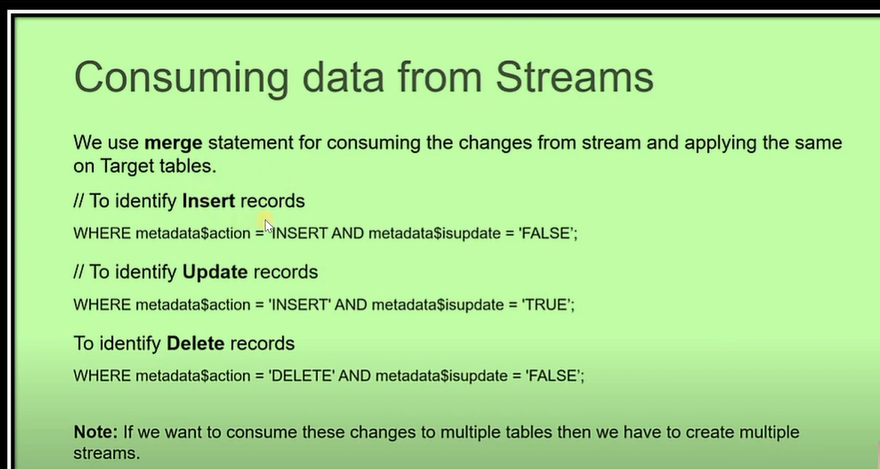 Consuming data from Streams
We use merge statement for consuming the changes from stream and applying the same
on Target tables.
// To identify Insert records
WHERE metadata$action = 'INSERT AND metadata$isupdate = 'FALSE’;
// To identify Update records
WHERE metadata$action = 'INSERT' AND metadata$isupdate = 'TRUE’;
To identify Delete records
WHERE metadata$action = 'DELETE' AND metadata$isupdate = 'FALSE’;
Note: If we want to consume these changes to multiple tables then we have to create multiple
streams.